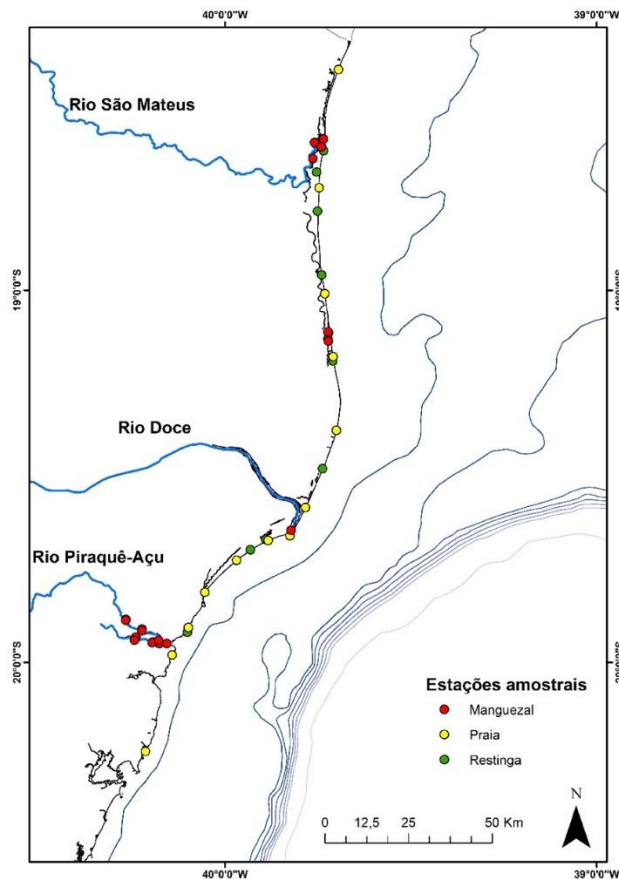 40°0'0"W
39°0'0"W
Rio São Mateus
19°0'0"S
19°0'0"S
Rio Doce
Rio Piraquê-Açu
20°0'0"S
20°0'0"S
Estações amostrais
Manguezal
Praia
Restinga
N
0 12,5 25 50 Km
40°0'0"W
39°0'0"W